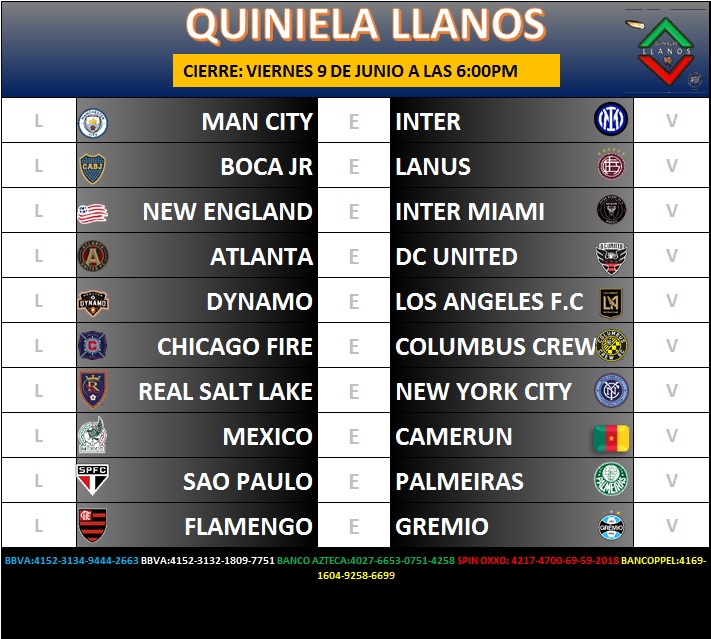 QUINIELA LLANOS
QUINIELAS
LLANOS
CIERRE: VIERNES 9 DE JUNIO A LAS 6:00PM
L MAN CITY E INTER V
L BOCA JR E LANUS V
L NEW ENGLAND E INTER MIAMI V
L ATLANTA E DC UNITED V
L DYNAMO E LOS ANGELES F.C V
L CHICAGO FIRE E COLUMBUS CREW V
L REAL SALT LAKE E NEW YORK CITY V
L MEXICO E CAMERUN V
L SAO PAULO E PALMEIRAS V
L FLAMENGO E GREMIO V
BBVA:4152-3134-9444-2663 BBVA:4152-3132-1809-7751 BANCO AZTECA:4027-6653-0751-4258 SPIN OXXO: 4217-4700-69-59-2018 BANCOPPEL:4169-
1604-9258-6699